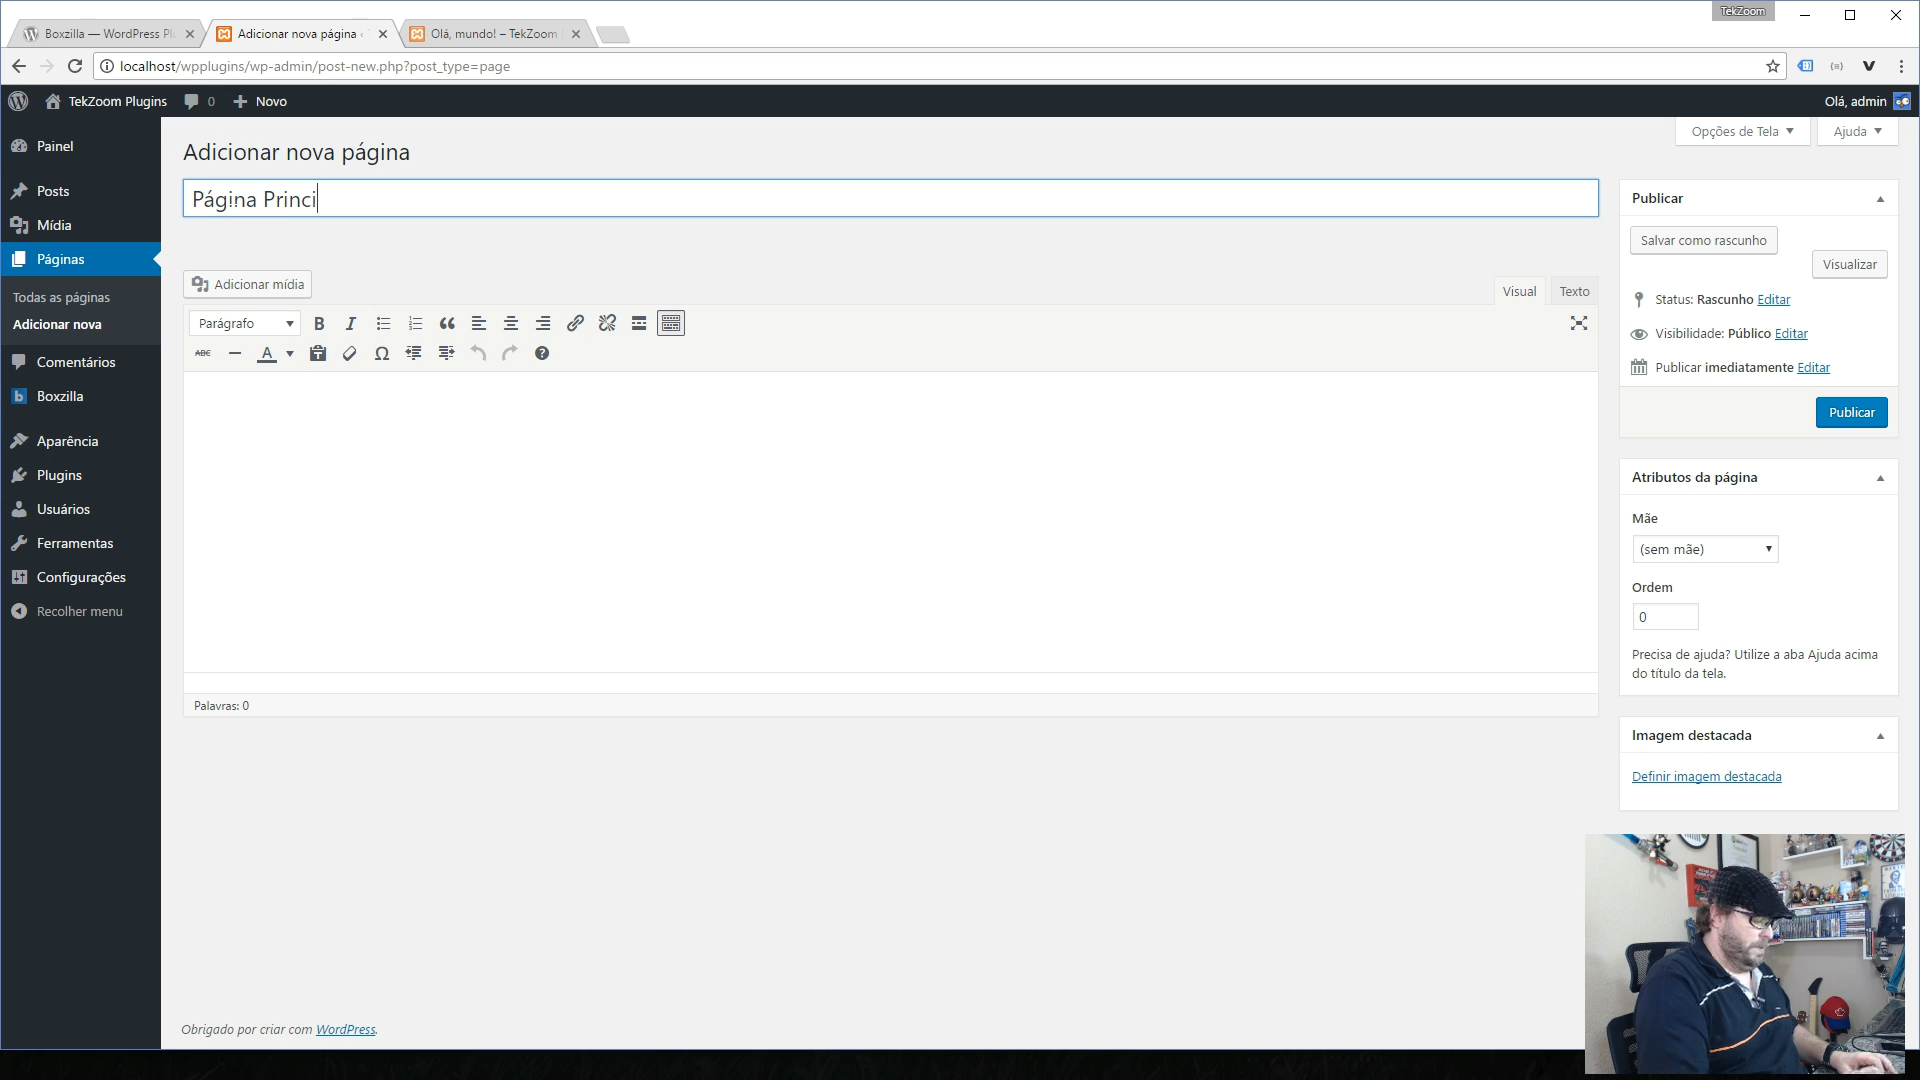 TekZoom
Boxzilla — WordPress Pl
Adicionar nova página ‹
Olá, mundo! – TekZoom
localhost/wpplugins/wp-admin/post-new.php?post_type=page
TekZoom Plugins
0
Novo
Olá, admin
Painel
Posts
Mídia
Páginas
Todas as páginas
Adicionar nova
Comentários
Boxzilla
Aparência
Plugins
Usuários
Ferramentas
Configurações
Recolher menu
Opções de Tela
Ajuda
Adicionar nova página
Página Princi
Adicionar mídia
Visual
Texto
Parágrafo
Palavras: 0
Publicar
Salvar como rascunho
Visualizar
Status: Rascunho Editar
Visibilidade: Público Editar
Publicar imediatamente Editar
Publicar
Atributos da página
Mãe
(sem mãe)
Ordem
0
Precisa de ajuda? Utilize a aba Ajuda acima
do título da tela.
Imagem destacada
Definir imagem destacada
Obrigado por criar com WordPress.